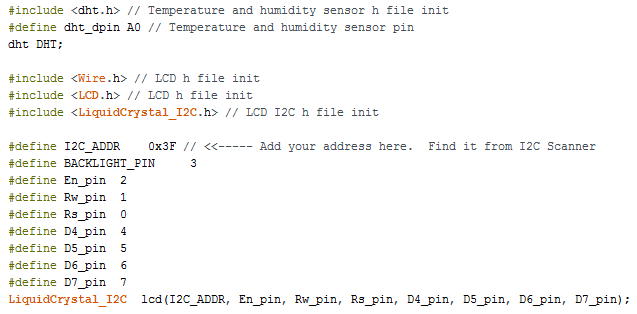 #include <dht.h> // Temperature and humidity sensor h file init
#define dht_dpin A0 // Temperature and humidity sensor pin
dht DHT;
#include <Wire.h> // LCD h file init
#include <LCD.h> // LCD h file init
#include <LiquidCrystal_I2C.h> // LCD I2C h file init
#define I2C_ADDR    0x3F // <<----- Add your address here.  Find it from I2C Scanner
#define BACKLIGHT_PIN     3
#define En_pin  2
#define Rw_pin  1
#define Rs_pin  0
#define D4_pin  4
#define D5_pin  5
#define D6_pin  6
#define D7_pin  7
LiquidCrystal_I2C  lcd(I2C_ADDR, En_pin, Rw_pin, Rs_pin, D4_pin, D5_pin, D6_pin, D7_pin);